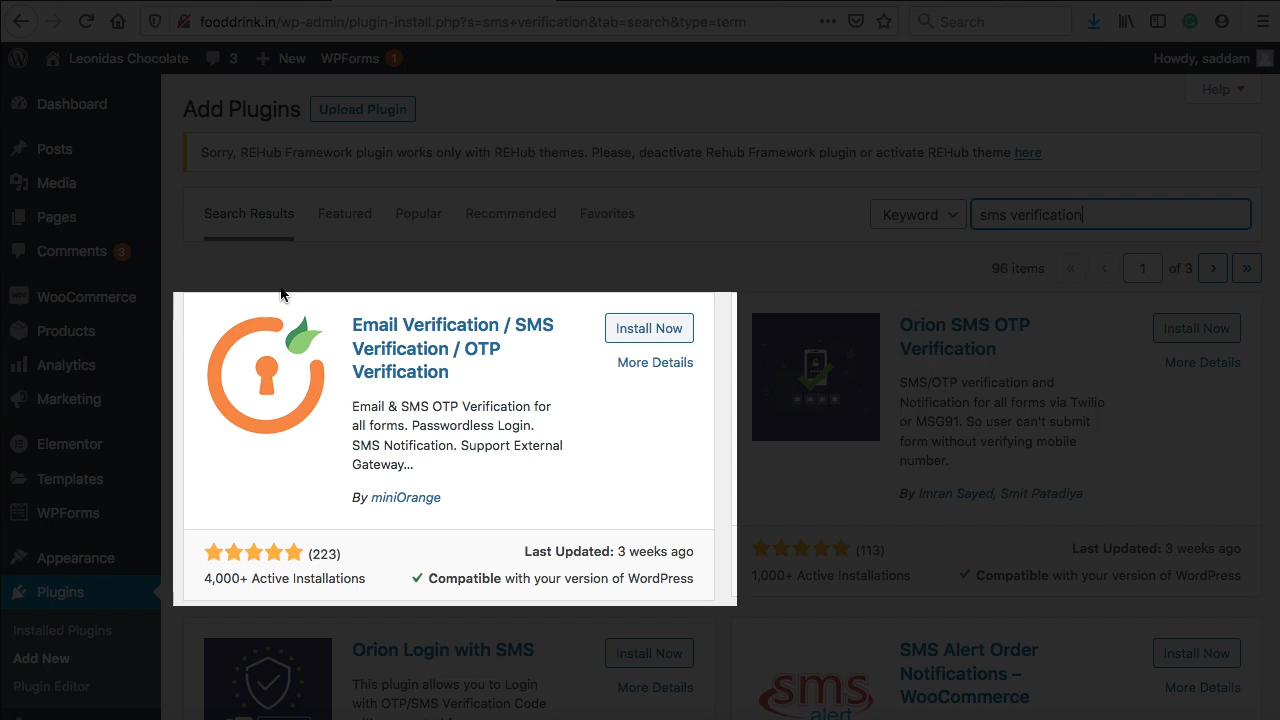 fooddrink.in/wp-admin/plugin-install.php?s=sms+verification&tab=search&type=term
Search
Leonidas Chocolate
3
New
WPForms 1
Howdy, saddam
Dashboard
Posts
Media
Pages
Comments 3
WooCommerce
Products
Analytics
Marketing
Elementor
Templates
WPForms
Appearance
Plugins
Installed Plugins
Add New
Plugin Editor
Help
Add Plugins
Upload Plugin
Sorry, REHub Framework plugin works only with REHub themes. Please, deactivate Rehub Framework plugin or activate REHub theme here
Search Results
Featured
Popular
Recommended
Favorites
Keyword
sms verification
96 items « ‹ 1 of 3 › »
Email Verification / SMS
Verification / OTP
Verification
Install Now
More Details
Email & SMS OTP Verification for
all forms. Passwordless Login.
SMS Notification. Support External
Gateway...
By miniOrange
(223)
Last Updated: 3 weeks ago
4,000+ Active Installations
Compatible with your version of WordPress
Orion SMS OTP
Verification
Install Now
More Details
SMS/OTP verification and
Notification for all forms via Twilio
or MSG91. So user can't submit
form without verifying mobile
number.
By Imran Sayed, Smit Patadiya
(113)
Last Updated: 3 weeks ago
1,000+ Active Installations
Compatible with your version of WordPress
Orion Login with SMS
Install Now
More Details
This plugin allows you to Login
with OTP/SMS Verification Code
sms
alert
SMS Alert Order
Notifications –
WooCommerce
Install Now
More Details